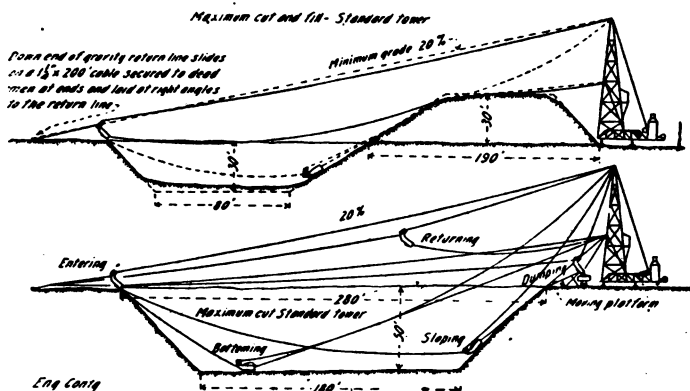 Maximum cut and fill - Standard tower
Down end of gravity return line slides
on a 1½" x 200' cable secured to dead
men at ends and laid at right angles
to the return line
Minimum grade 20%
30'
30'
190'
80'
20%
Entering
Returning
Dumping
280'
Moving platform
Maximum cut Standard tower
50'
Bottoming
Sloping
180'
Eng Contg